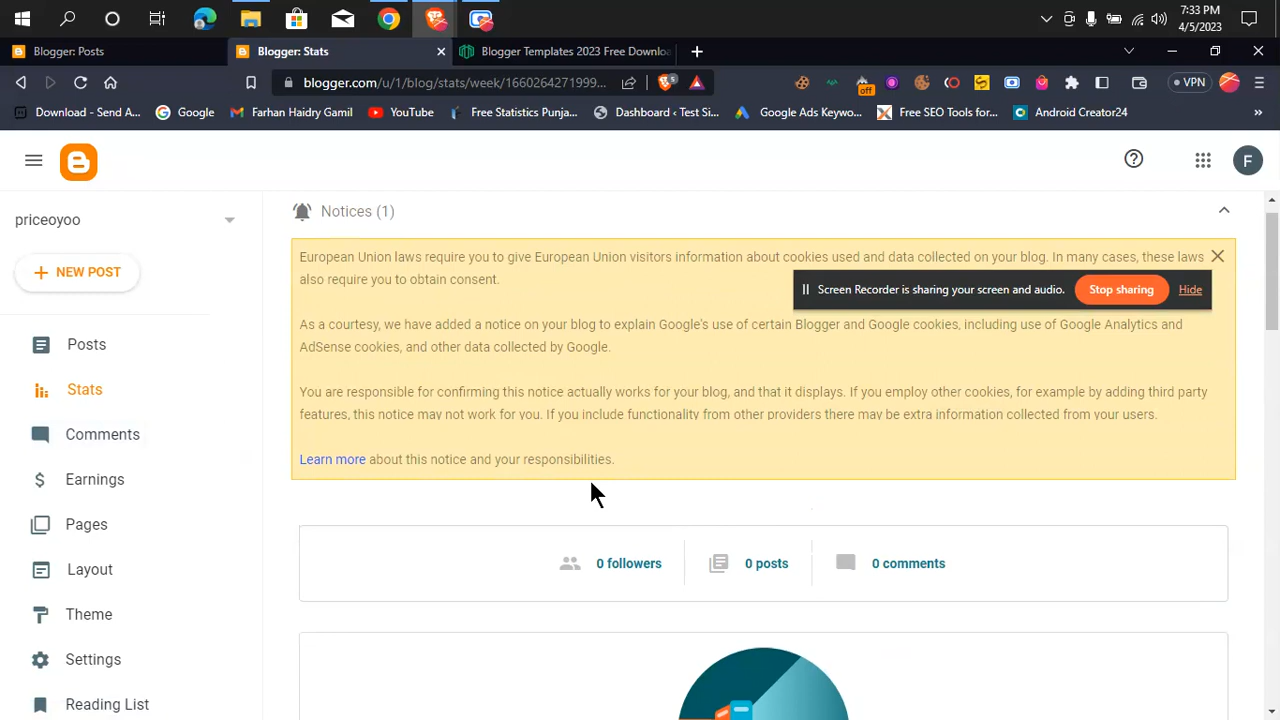 7:33 PM
4/5/2023
Blogger: Posts
Blogger: Stats
Blogger Templates 2023 Free Downloa
blogger.com/u/1/blog/stats/week/1660264271999...
5
off
VPN
Download - Send A...
Google
Farhan Haidry Gamil
YouTube
Free Statistics Punja...
Dashboard ‹ Test Si...
Google Ads Keywo...
Free SEO Tools for...
Android Creator24
»
F
priceoyoo
NEW POST
Posts
Stats
Comments
Earnings
Pages
Layout
Theme
Settings
Reading List
Notices (1)
European Union laws require you to give European Union visitors information about cookies used and data collected on your blog. In many cases, these laws
also require you to obtain consent.
Screen Recorder is sharing your screen and audio.
Stop sharing
Hide
As a courtesy, we have added a notice on your blog to explain Google's use of certain Blogger and Google cookies, including use of Google Analytics and
AdSense cookies, and other data collected by Google.
You are responsible for confirming this notice actually works for your blog, and that it displays. If you employ other cookies, for example by adding third party
features, this notice may not work for you. If you include functionality from other providers there may be extra information collected from your users.
Learn more about this notice and your responsibilities.
0 followers
0 posts
0 comments